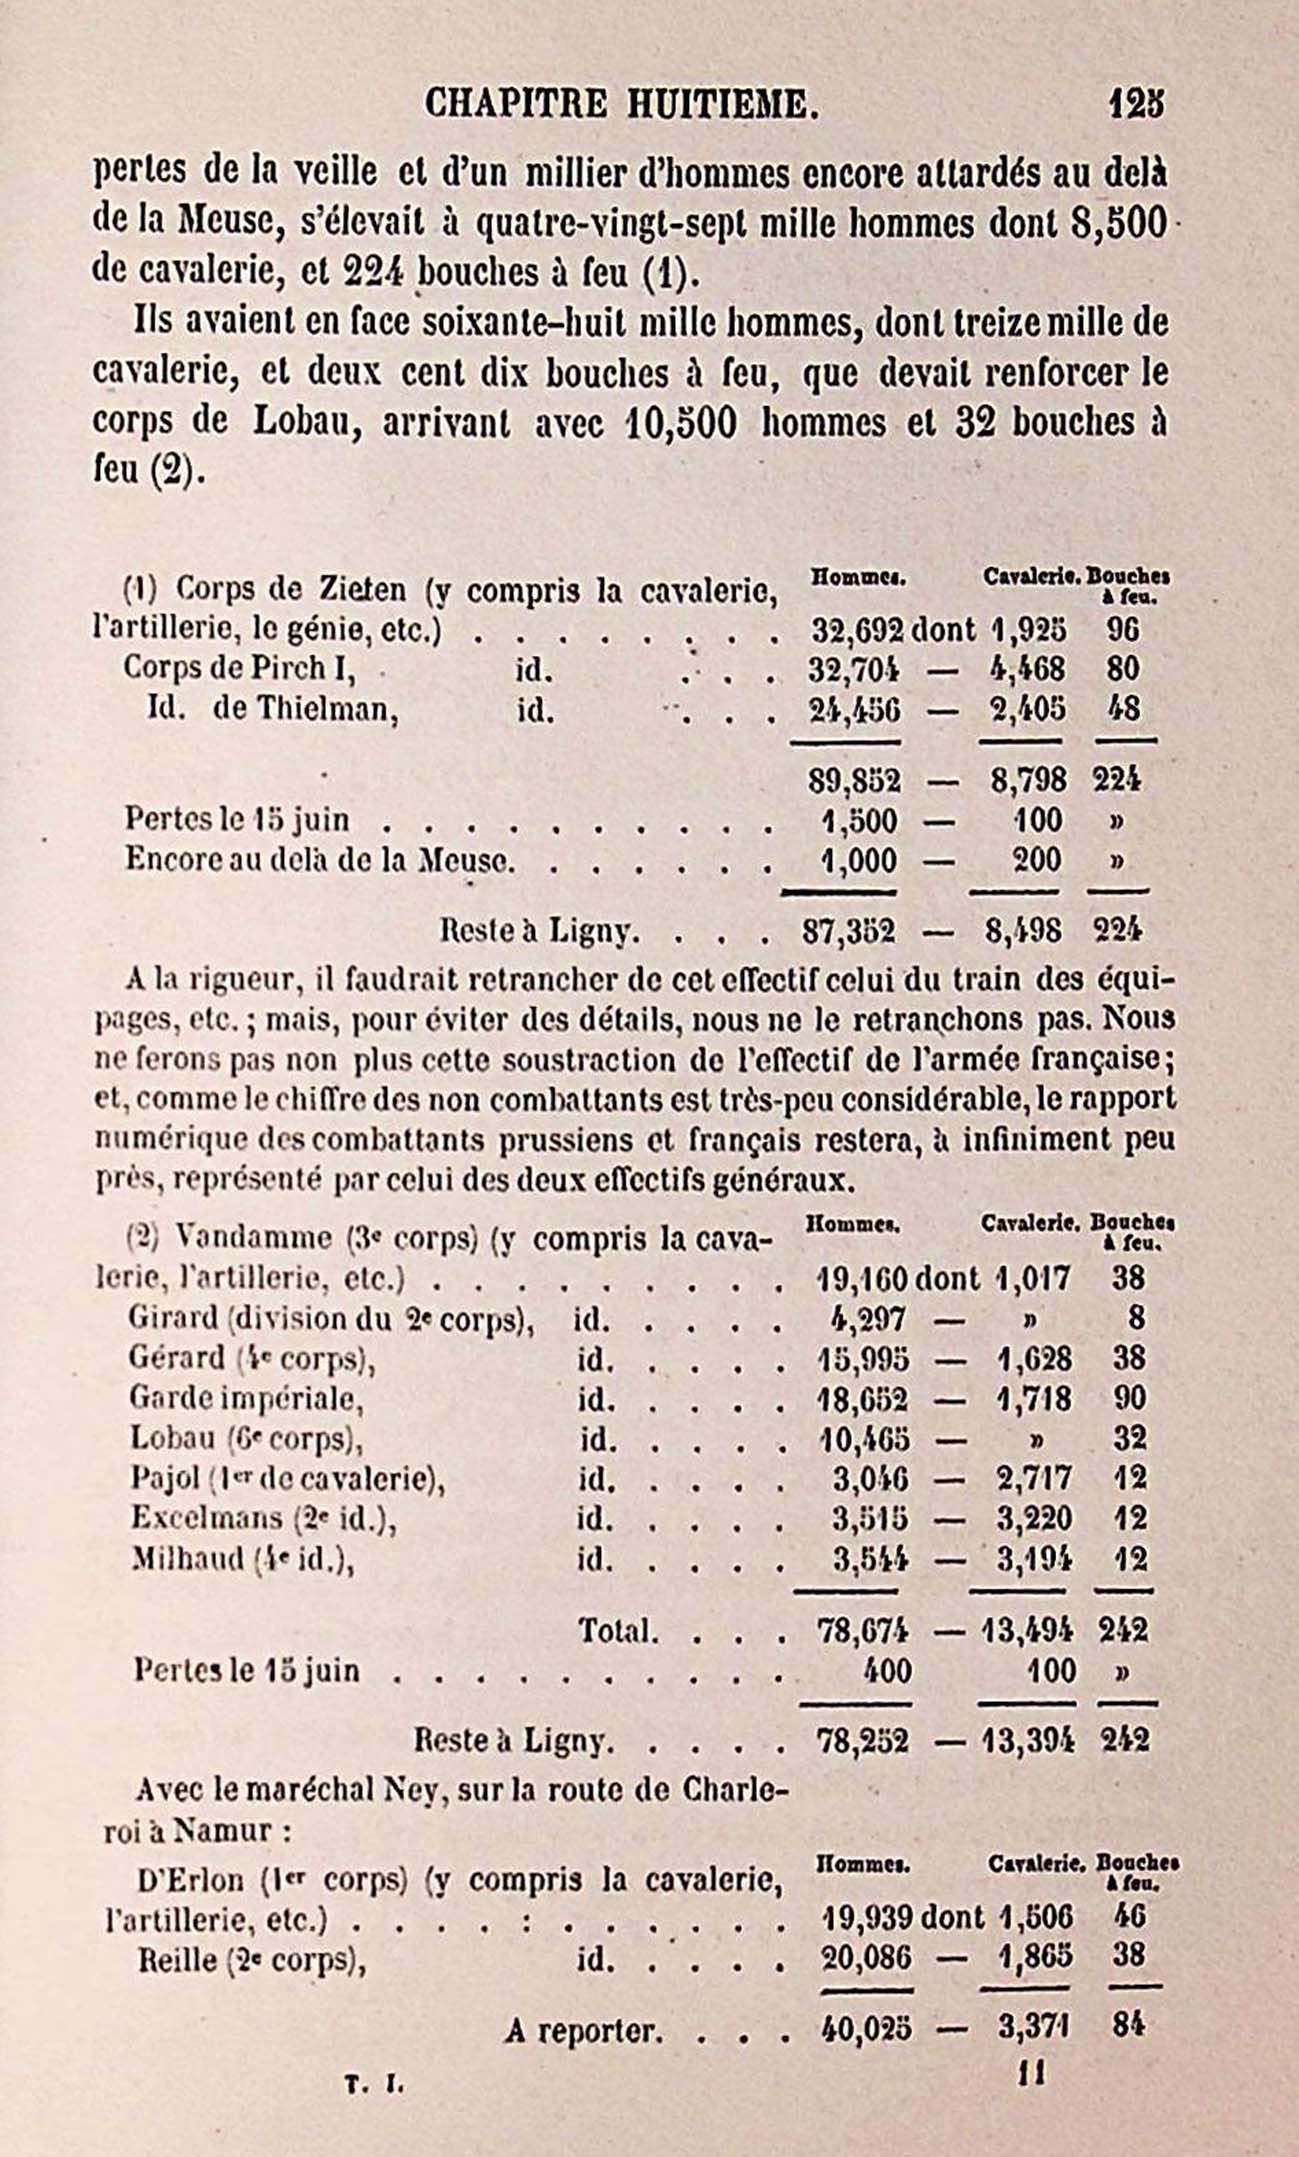 CHAPITRE HUITIEME. 125
pertes de la veille et d'un millier d'hommes encore attardés au delà
de la Meuse, s'élevait à quatre-vingt-sept mille hommes dont 8,500
de cavalerie, et 224 bouches à feu (1).
Ils avaient en face soixante-huit mille hommes, dont treize mille de
cavalerie, et deux cent dix bouches à feu, que devait renforcer le
corps de Lobau, arrivant avec 10,500 hommes et 32 bouches à
feu (2).
Hommes. Cavalerie. Bouches à feu.
(1) Corps de Zieten (y compris la cavalerie,
l'artillerie, le génie, etc.) . . . . . . . . 32,692 dont 1,925 96
Corps de Pirch I, id. . . . 32,704 — 4,468 80
Id. de Thielman, id. . . . 24,456 — 2,405 48
89,852 — 8,798 224
Pertes le 15 juin . . . . . . . . . . 1,500 — 100 »
Encore au delà de la Meuse. . . . . . . 1,000 — 200 »
Reste à Ligny. . . . 87,352 — 8,498 224
A la rigueur, il faudrait retrancher de cet effectif celui du train des équi-
pages, etc. ; mais, pour éviter des détails, nous ne le retranchons pas. Nous
ne ferons pas non plus cette soustraction de l'effectif de l'armée française;
et, comme le chiffre des non combattants est très-peu considérable, le rapport
numérique des combattants prussiens et français restera, à infiniment peu
près, représenté par celui des deux effectifs généraux.
Hommes. Cavalerie. Bouches à feu.
(2) Vandamme (3e corps) (y compris la cava-
lerie, l'artillerie, etc.) . . . . . . . . . 19,160 dont 1,017 38
Girard (division du 2e corps), id. . . . . 4,297 — » 8
Gérard (4e corps), id. . . . . 15,995 — 1,628 38
Garde impériale, id. . . . . 18,652 — 1,718 90
Lobau (6e corps), id. . . . . 10,465 — » 32
Pajol (1er de cavalerie), id. . . . . 3,046 — 2,717 12
Excelmans (2e id.), id. . . . . 3,515 — 3,220 12
Milhaud (4e id.), id. . . . . 3,544 — 3,194 12
Total. . . . 78,674 — 13,494 242
Pertes le 15 juin . . . . . . . . . . 400 100 »
Reste à Ligny. . . . . 78,252 — 13,394 242
Avec le maréchal Ney, sur la route de Charle-
roi à Namur :
Hommes. Cavalerie. Bouches à feu.
D'Erlon (1er corps) (y compris la cavalerie,
l'artillerie, etc.) . . . . : . . . . . . 19,939 dont 1,506 46
Reille (2e corps), id. . . . . 20,086 — 1,865 38
A reporter. . . . 40,025 — 3,371 84
T. I. 11